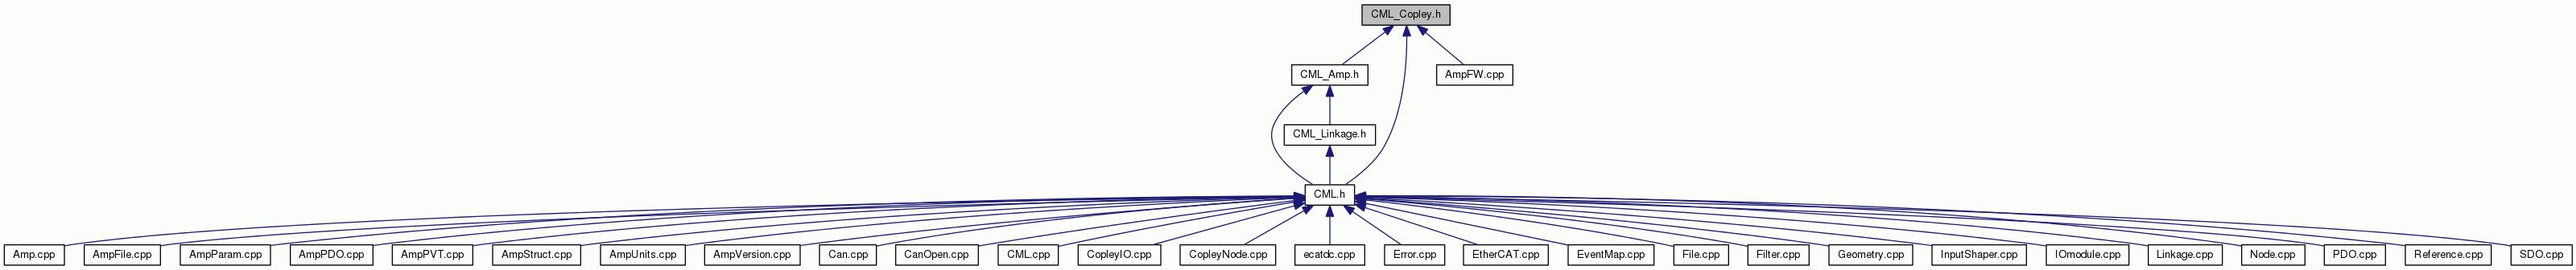 CML_Copley.h
CML_Amp.h
AmpFW.cpp
CML_Linkage.h
CML.h
Amp.cpp
AmpFile.cpp
AmpParam.cpp
AmpPDO.cpp
AmpPVT.cpp
AmpStruct.cpp
AmpUnits.cpp
AmpVersion.cpp
Can.cpp
CanOpen.cpp
CML.cpp
CopleyIO.cpp
CopleyNode.cpp
ecatdc.cpp
Error.cpp
EtherCAT.cpp
EventMap.cpp
File.cpp
Filter.cpp
Geometry.cpp
InputShaper.cpp
IOmodule.cpp
Linkage.cpp
Node.cpp
PDO.cpp
Reference.cpp
SDO.cpp